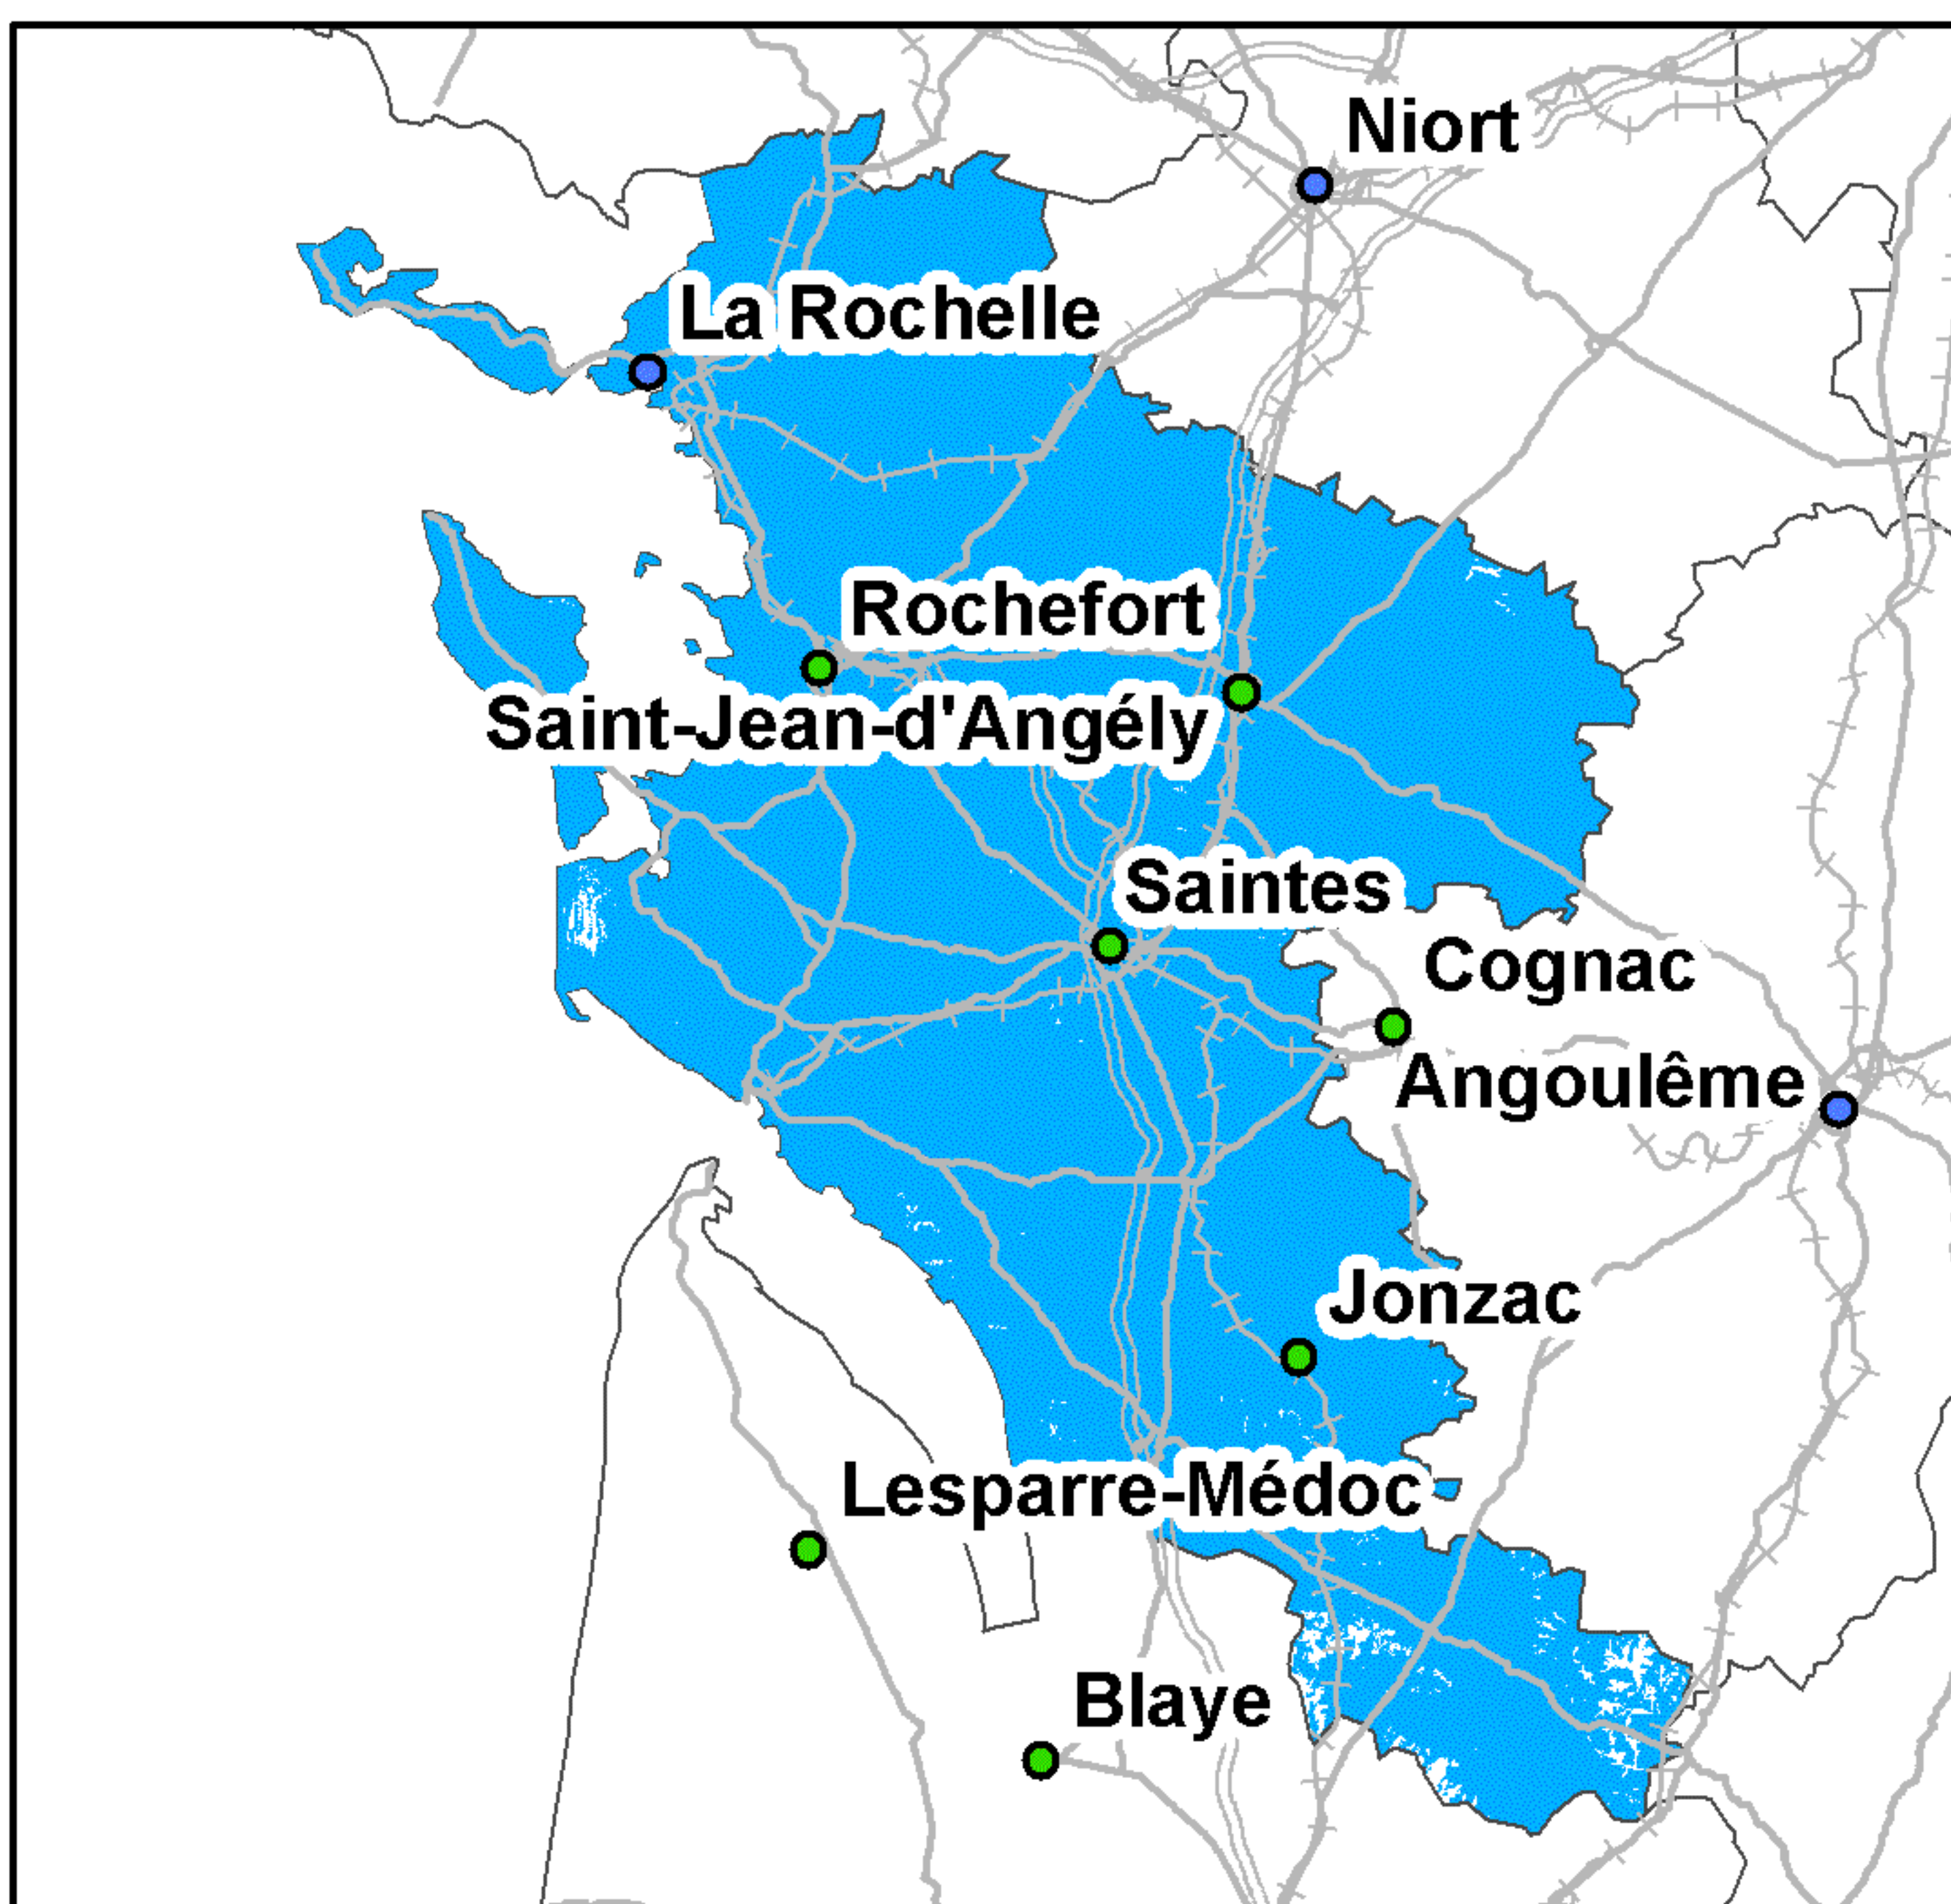 Niort
La Rochelle
Rochefort
Saint-Jean-d'Angély
Saintes
Cognac
Angoulême
Jonzac
Lesparre-Médoc
Blaye